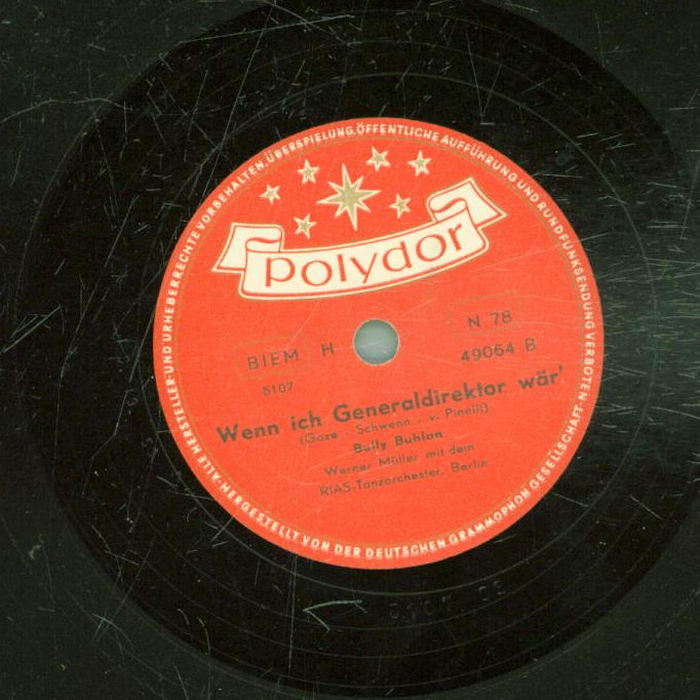 ALLE HERSTELLER-UND URHEBERRECHTE VORBEHALTEN. ÜBERSPIELUNG, ÖFFENTLICHE AUFFÜHRUNG UND RUNDFUNKSENDUNG VERBOTEN.
polydor
BIEM H N 78
5107 49064 B
Wenn ich Generaldirektor wär'
(Gaze - Schwenn - v. Pinelli)
Bully Buhlan
Werner Müller mit dem
RIAS-Tanzorchester, Berlin
HERGESTELLT VON DER DEUTSCHEN GRAMMOPHON GESELLSCHAFT